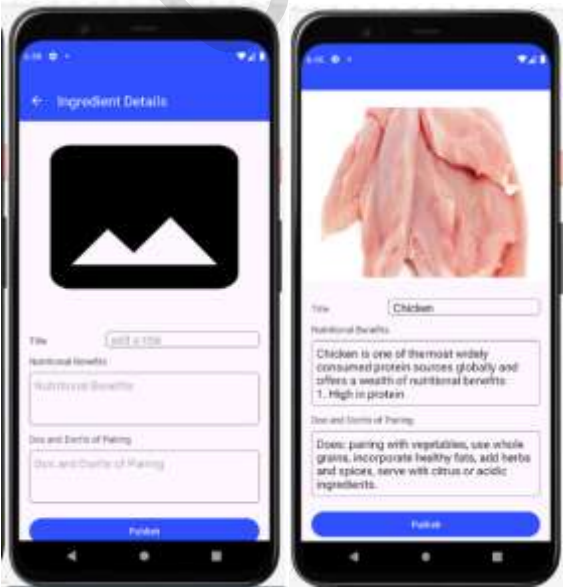 Ingredient Details
Title
add a title
Nutritional Benefits
Nutritional Benefits
Dos and Don'ts of Pairing
Dos and Don'ts of Pairing
Publish
Title
Chicken
Nutritional Benefits
Chicken is one of the most widely
consumed protein sources globally and
offers a wealth of nutritional benefits
1. High in protein
Dos and Don'ts of Pairing
Does: pairing with vegetables, use whole
grains, incorporate healthy fats, add herbs
and spices, serve with citrus or acidic
ingredients.
Publish